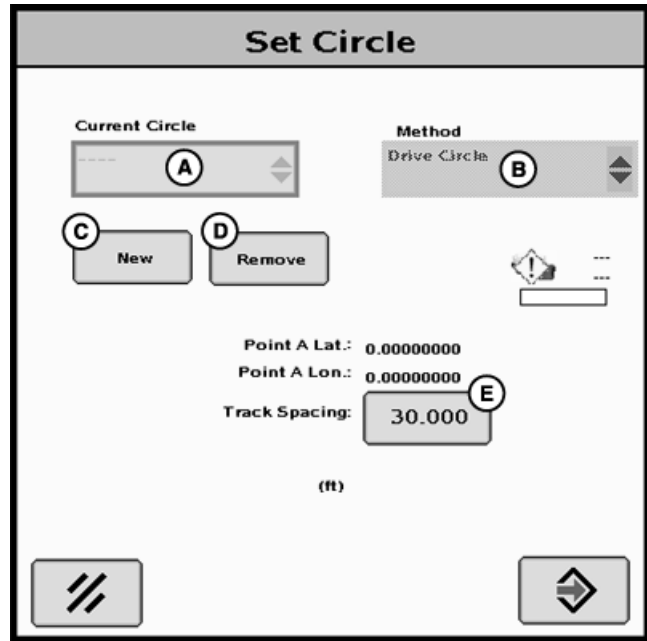 Set Circle
Current Circle
Method
----
A
Drive Circle
B
C
D
New
Remove
---
---
Point A Lat.: 0.00000000
Point A Lon.: 0.00000000
E
Track Spacing: 30.000
(ft)